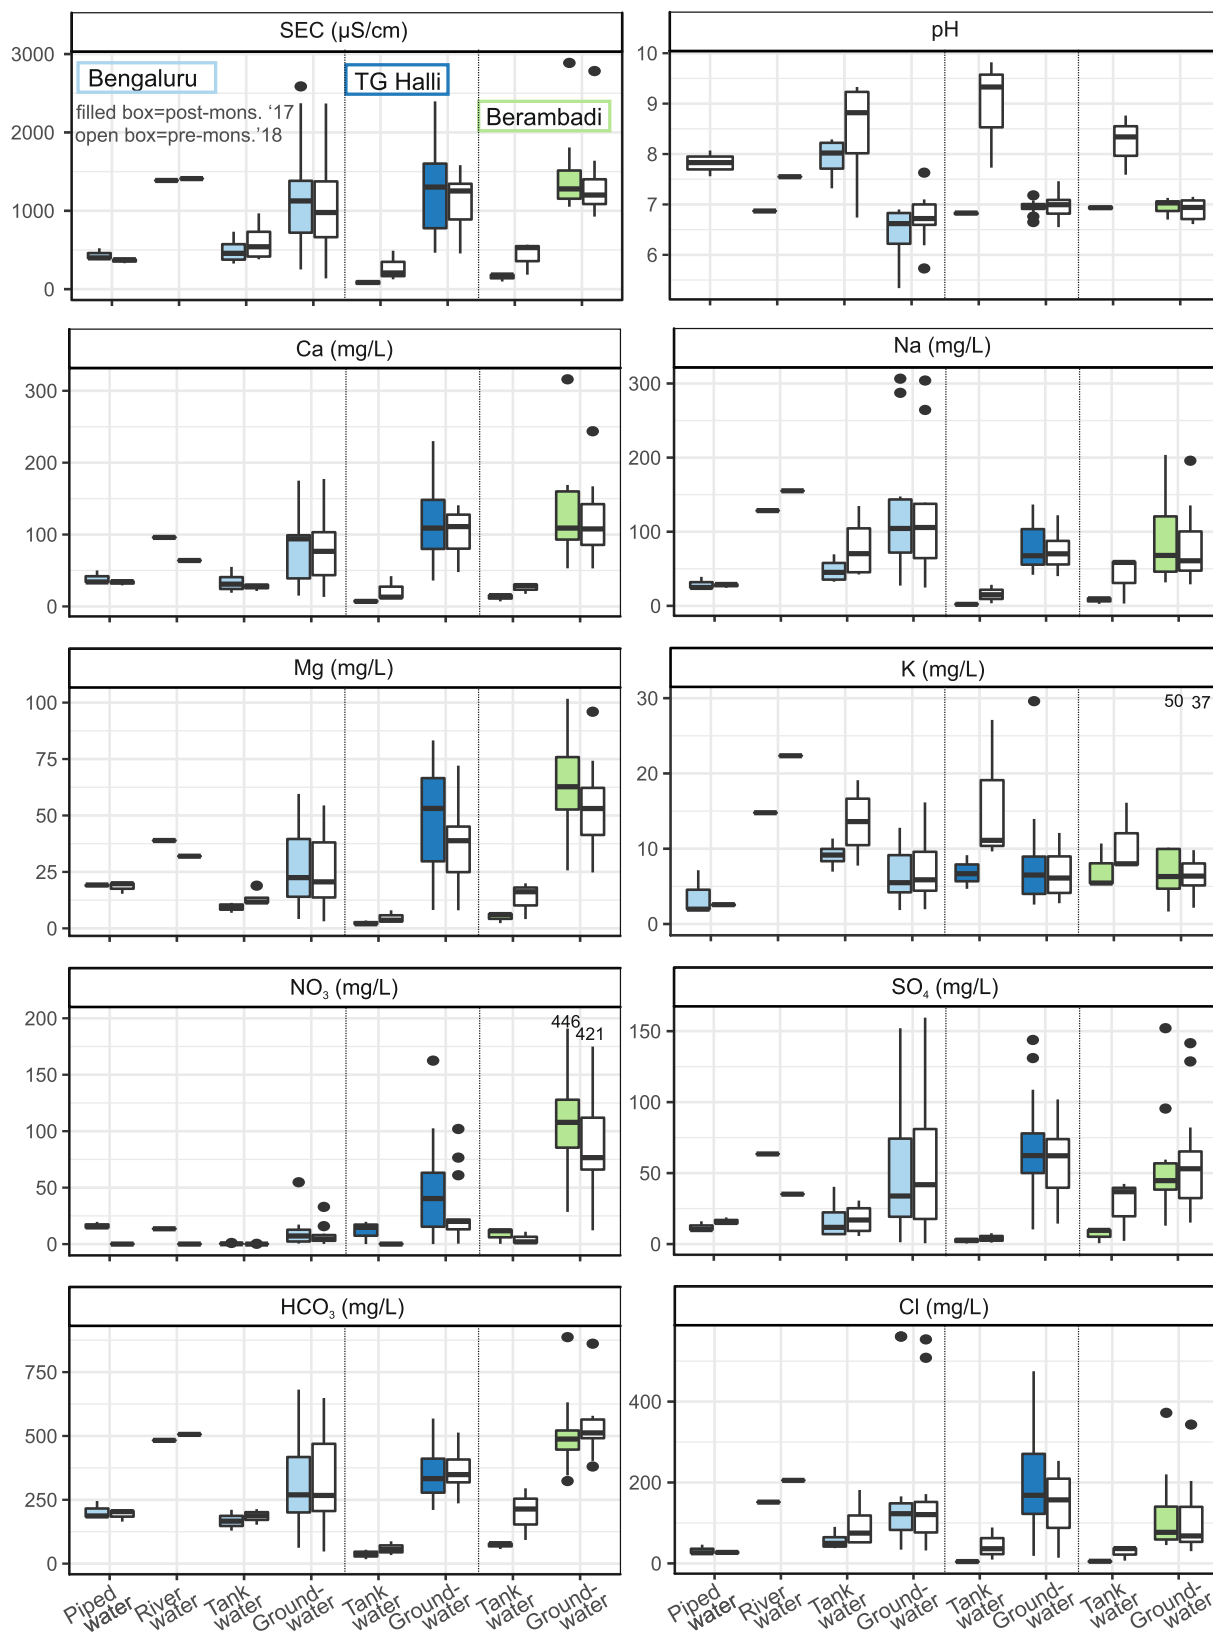 SEC (µS/cm)
pH
3000
2000
1000
0
Bengaluru
TG Halli
Berambadi
filled box=post-mons. ‘17
open box=pre-mons.’18
10
9
8
7
6
Ca (mg/L)
Na (mg/L)
300
200
100
0
300
200
100
0
Mg (mg/L)
K (mg/L)
100
75
50
25
0
30
20
10
0
50 37
NO₃ (mg/L)
SO₄ (mg/L)
200
150
100
50
0
446
421
150
100
50
0
HCO₃ (mg/L)
Cl (mg/L)
750
500
250
0
400
200
0
Piped water
River water
Tank water
Ground-water
Tank water
Ground-water
Tank water
Ground-water
Piped water
River water
Tank water
Ground-water
Tank water
Ground-water
Tank water
Ground-water